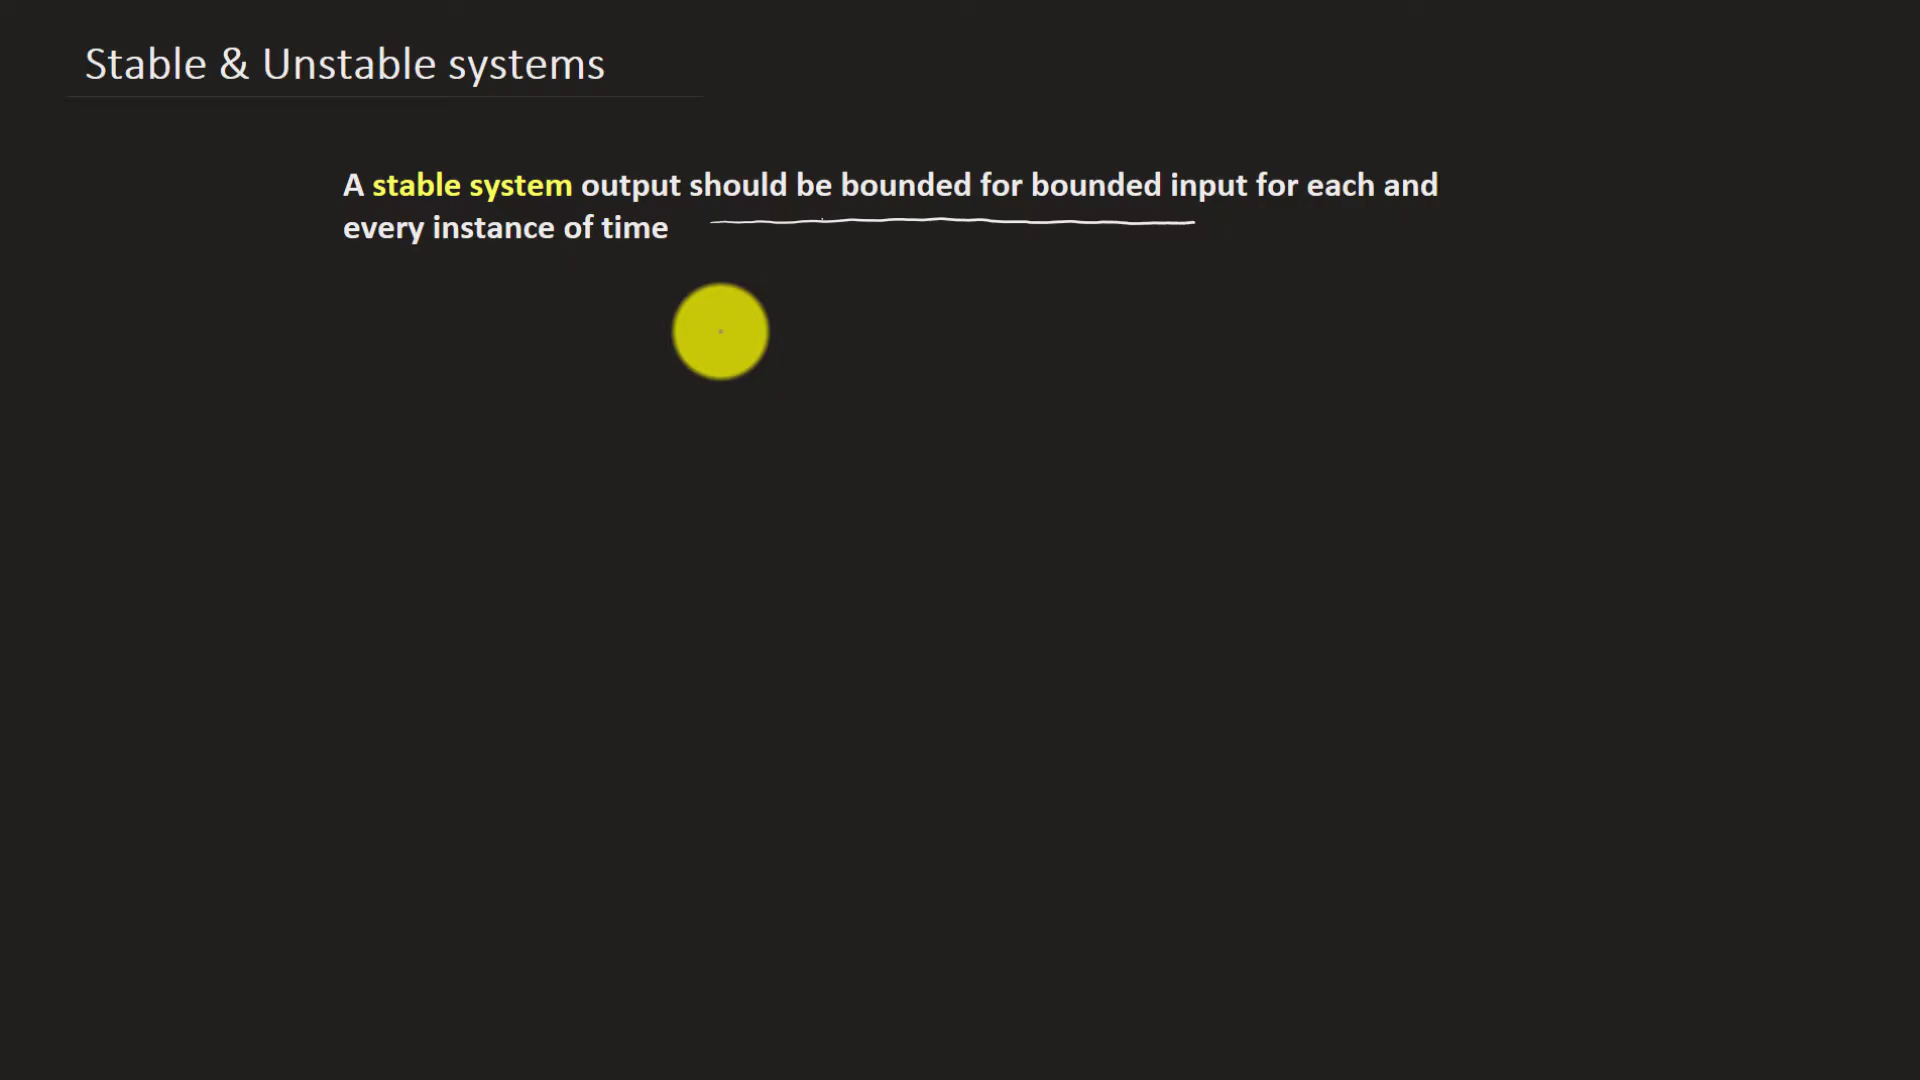 Stable & Unstable systems
A stable system output should be bounded for bounded input for each and
every instance of time